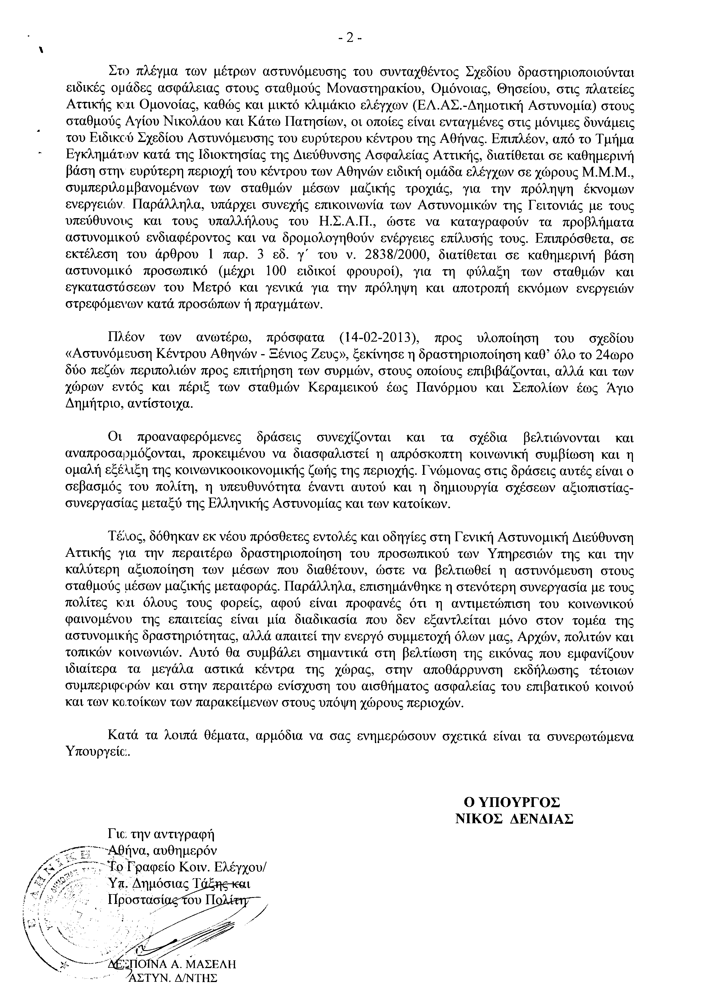 - 2 -
Στο πλέγμα των μέτρων αστυνόμευσης του συνταχθέντος Σχεδίου δραστηριοποιούνται
ειδικές ομάδες ασφάλειας στους σταθμούς Μοναστηρακίου, Ομόνοιας, Θησείου, στις πλατείες
Αττικής και Ομονοίας, καθώς και μικτό κλιμάκιο ελέγχων (ΕΛ.ΑΣ.-Δημοτική Αστυνομία) στους
σταθμούς Αγίου Νικολάου και Κάτω Πατησίων, οι οποίες είναι ενταγμένες στις μόνιμες δυνάμεις
του Ειδικού Σχεδίου Αστυνόμευσης του ευρύτερου κέντρου της Αθήνας. Επιπλέον, από το Τμήμα
Εγκλημάτων κατά της Ιδιοκτησίας της Διεύθυνσης Ασφαλείας Αττικής, διατίθεται σε καθημερινή
βάση στην ευρύτερη περιοχή του κέντρου των Αθηνών ειδική ομάδα ελέγχων σε χώρους Μ.Μ.Μ.,
συμπεριλαμβανομένων των σταθμών μέσων μαζικής τροχιάς, για την πρόληψη έκνομων
ενεργειών. Παράλληλα, υπάρχει συνεχής επικοινωνία των Αστυνομικών της Γειτονιάς με τους
υπεύθυνους και τους υπαλλήλους του Η.Σ.Α.Π., ώστε να καταγραφούν τα προβλήματα
αστυνομικού ενδιαφέροντος και να δρομολογηθούν ενέργειες επίλυσής τους. Επιπρόσθετα, σε
εκτέλεση του άρθρου 1 παρ. 3 εδ. γ΄ του ν. 2838/2000, διατίθεται σε καθημερινή βάση
αστυνομικό προσωπικό (μέχρι 100 ειδικοί φρουροί), για τη φύλαξη των σταθμών και
εγκαταστάσεων του Μετρό και γενικά για την πρόληψη και αποτροπή εκνόμων ενεργειών
στρεφόμενων κατά προσώπων ή πραγμάτων.
Πλέον των ανωτέρω, πρόσφατα (14-02-2013), προς υλοποίηση του σχεδίου
«Αστυνόμευση Κέντρου Αθηνών - Ξένιος Ζευς», ξεκίνησε η δραστηριοποίηση καθ’ όλο το 24ωρο
δύο πεζών περιπολιών προς επιτήρηση των συρμών, στους οποίους επιβιβάζονται, αλλά και των
χώρων εντός και πέριξ των σταθμών Κεραμεικού έως Πανόρμου και Σεπολίων έως Άγιο
Δημήτριο, αντίστοιχα.
Οι προαναφερόμενες δράσεις συνεχίζονται και τα σχέδια βελτιώνονται και
αναπροσαρμόζονται, προκειμένου να διασφαλιστεί η απρόσκοπτη κοινωνική συμβίωση και η
ομαλή εξέλιξη της κοινωνικοοικονομικής ζωής της περιοχής. Γνώμονας στις δράσεις αυτές είναι ο
σεβασμός του πολίτη, η υπευθυνότητα έναντι αυτού και η δημιουργία σχέσεων αξιοπιστίας-
συνεργασίας μεταξύ της Ελληνικής Αστυνομίας και των κατοίκων.
Τέλος, δόθηκαν εκ νέου πρόσθετες εντολές και οδηγίες στη Γενική Αστυνομική Διεύθυνση
Αττικής για την περαιτέρω δραστηριοποίηση του προσωπικού των Υπηρεσιών της και την
καλύτερη αξιοποίηση των μέσων που διαθέτουν, ώστε να βελτιωθεί η αστυνόμευση στους
σταθμούς μέσων μαζικής μεταφοράς. Παράλληλα, επισημάνθηκε η στενότερη συνεργασία με τους
πολίτες και όλους τους φορείς, αφού είναι προφανές ότι η αντιμετώπιση του κοινωνικού
φαινομένου της επαιτείας είναι μία διαδικασία που δεν εξαντλείται μόνο στον τομέα της
αστυνομικής δραστηριότητας, αλλά απαιτεί την ενεργό συμμετοχή όλων μας, Αρχών, πολιτών και
τοπικών κοινωνιών. Αυτό θα συμβάλει σημαντικά στη βελτίωση της εικόνας που εμφανίζουν
ιδιαίτερα τα μεγάλα αστικά κέντρα της χώρας, στην αποθάρρυνση εκδήλωσης τέτοιων
συμπεριφορών και στην περαιτέρω ενίσχυση του αισθήματος ασφαλείας του επιβατικού κοινού
και των κατοίκων των παρακείμενων στους υπόψη χώρους περιοχών.
Κατά τα λοιπά θέματα, αρμόδια να σας ενημερώσουν σχετικά είναι τα συνερωτώμενα
Υπουργεία.
Ο ΥΠΟΥΡΓΟΣ
ΝΙΚΟΣ ΔΕΝΔΙΑΣ
Για την αντιγραφή
Αθήνα, αυθημερόν
Το Γραφείο Κοιν. Ελέγχου/
Υπ. Δημόσιας Τάξης και
Προστασίας του Πολίτη
ΕΛΛΗΝΙΚΗ
ΔΕΣΠΟΙΝΑ Α. ΜΑΣΕΛΗ
ΑΣΤΥΝ. Δ/ΝΤΗΣ